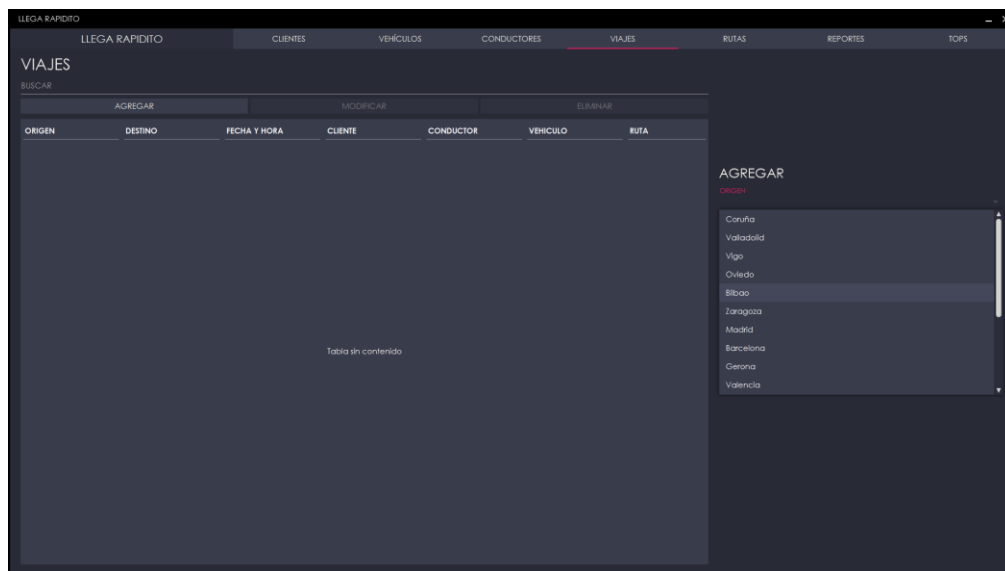 LLEGA RAPIDITO
LLEGA RAPIDITO CLIENTES VEHÍCULOS CONDUCTORES VIAJES RUTAS REPORTES TOPS
VIAJES
BUSCAR
AGREGAR MODIFICAR ELIMINAR
ORIGEN DESTINO FECHA Y HORA CLIENTE CONDUCTOR VEHICULO RUTA
Tabla sin contenido
AGREGAR
ORIGEN
Coruña
Valladolid
Vigo
Oviedo
Bilbao
Zaragoza
Madrid
Barcelona
Gerona
Valencia